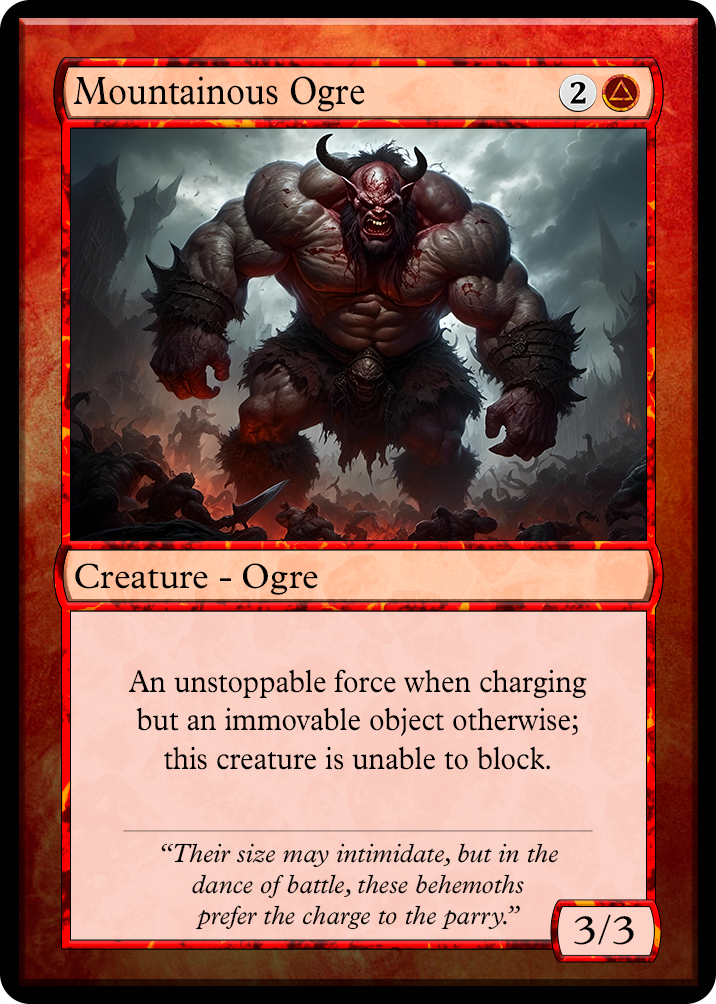 Mountainous Ogre 2
Creature - Ogre
An unstoppable force when charging
but an immovable object otherwise;
this creature is unable to block.
“Their size may intimidate, but in the
dance of battle, these behemoths
prefer the charge to the parry.”
3/3